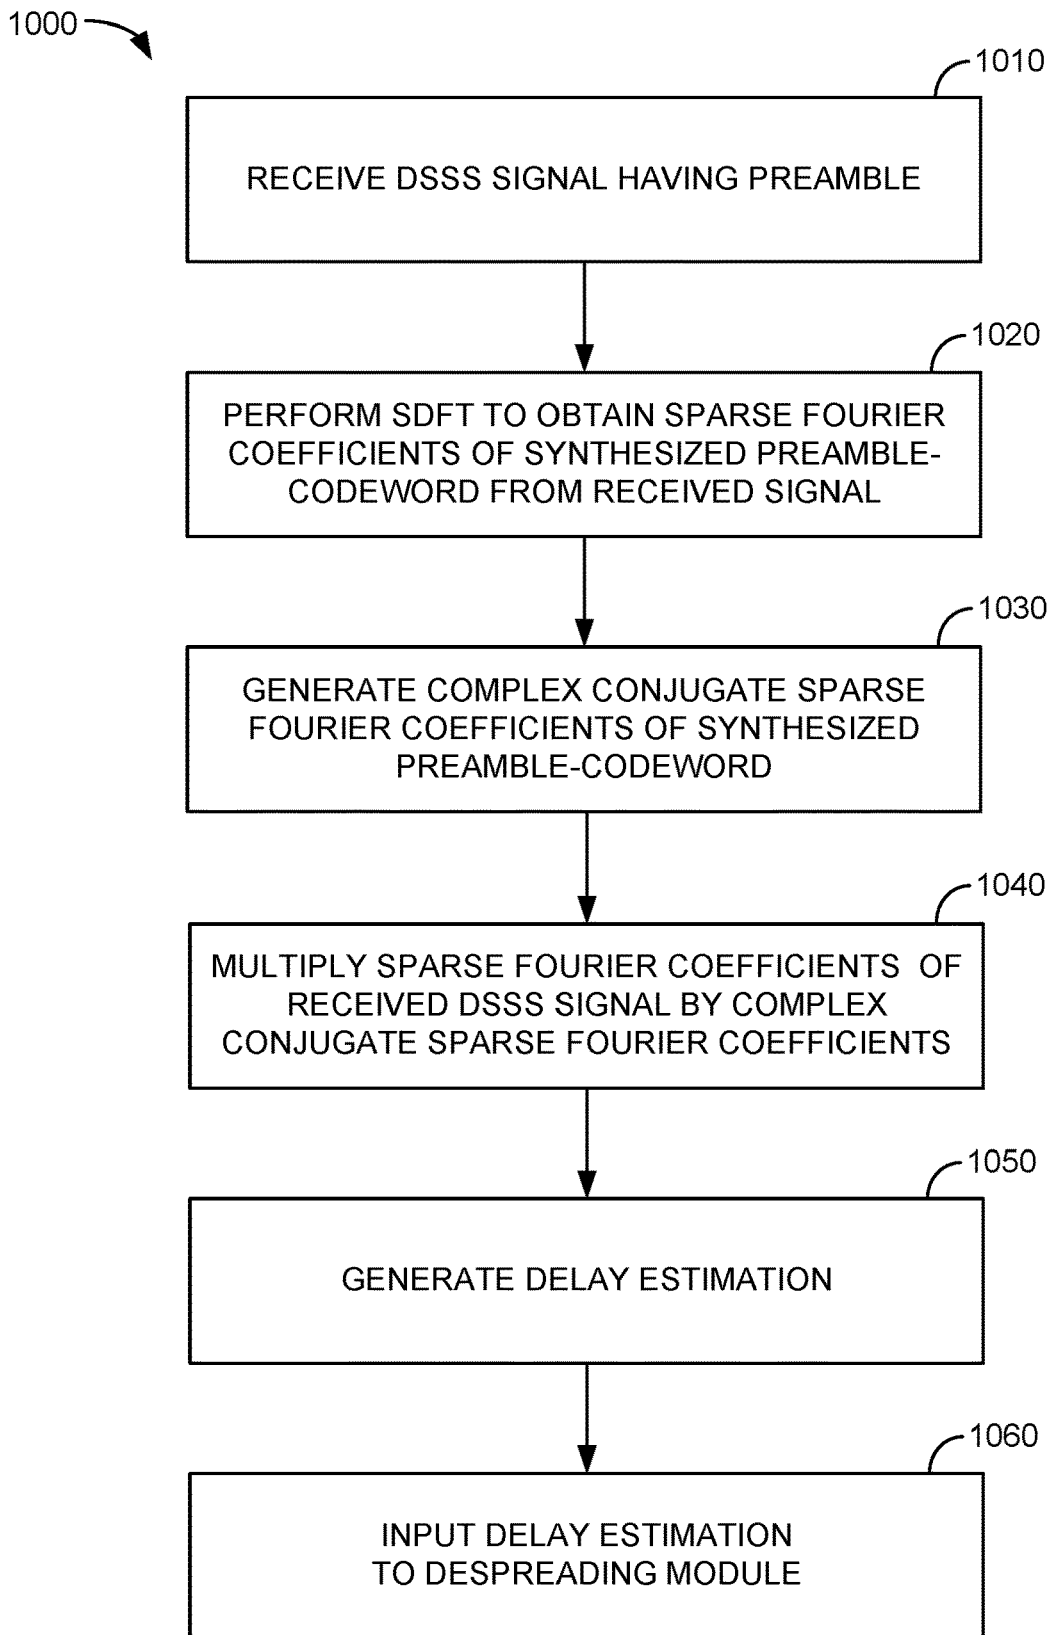 1000
1010
RECEIVE DSSS SIGNAL HAVING PREAMBLE
1020
PERFORM SDFT TO OBTAIN SPARSE FOURIER
COEFFICIENTS OF SYNTHESIZED PREAMBLE-
CODEWORD FROM RECEIVED SIGNAL
1030
GENERATE COMPLEX CONJUGATE SPARSE
FOURIER COEFFICIENTS OF SYNTHESIZED
PREAMBLE-CODEWORD
1040
MULTIPLY SPARSE FOURIER COEFFICIENTS OF
RECEIVED DSSS SIGNAL BY COMPLEX
CONJUGATE SPARSE FOURIER COEFFICIENTS
1050
GENERATE DELAY ESTIMATION
1060
INPUT DELAY ESTIMATION
TO DESPREADING MODULE